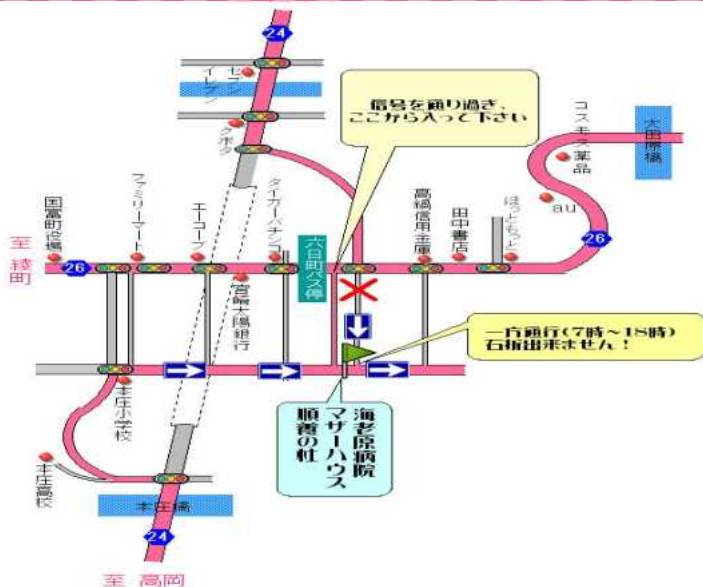 24
セブン
イレブン
クボタ
信号を通り過ぎ、
ここから入って下さい
コスモス薬品
太田原橋
au
ほっともっと
26
至 綾町
国富町役場
26
ファミリーマート
エーコープ
宮崎太陽銀行
タイガーパチンコ
六日町バス停
高鍋信用金庫
田中書店
一方通行(7時～18時)
右折出来ません!
海老原病院
マザーハウス
順養の杜
本庄小学校
本庄高校
本庄橋
24
至 高岡